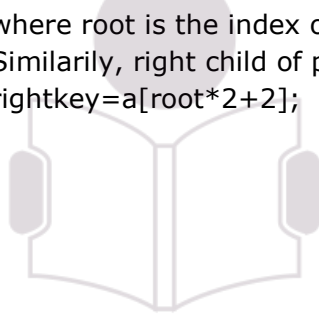 where root is the index o
Similarily, right child of p
rightkey=a[root*2+2];